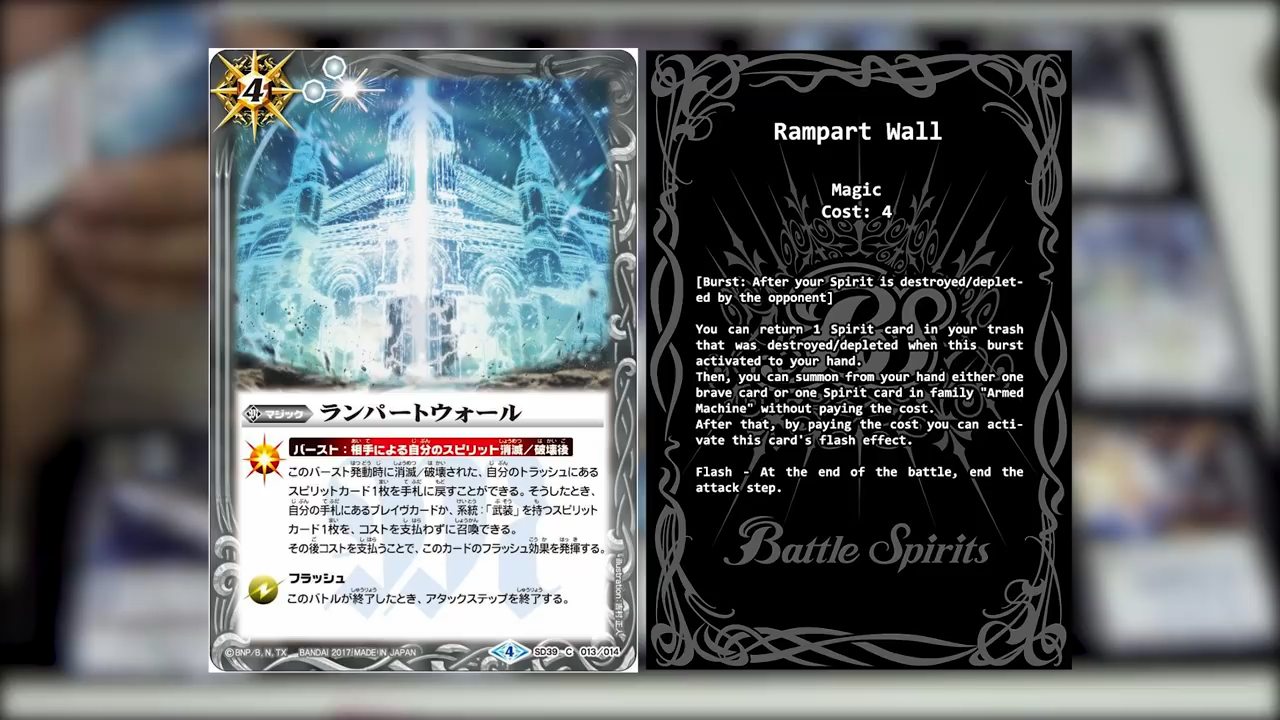 4
マジック ランパートウォール
バースト：相手による自分のスピリット消滅／破壊後
このバースト発動時に消滅／破壊された、自分のトラッシュにある
スピリットカード1枚を手札に戻すことができる。そうしたとき、
自分の手札にあるブレイヴカードか、系統：「武装」を持つスピリット
カード1枚を、コストを支払わずに召喚できる。
その後コストを支払うことで、このカードのフラッシュ効果を発揮する。
フラッシュ
このバトルが終了したとき、アタックステップを終了する。
©BNP/B, N, TX BANDAI 2017 MADE IN JAPAN 4 SD39-C 013/014
Rampart Wall
Magic
Cost: 4
[Burst: After your Spirit is destroyed/deplet-
ed by the opponent]
You can return 1 Spirit card in your trash
that was destroyed/depleted when this burst
activated to your hand.
Then, you can summon from your hand either one
brave card or one Spirit card in family "Armed
Machine" without paying the cost.
After that, by paying the cost you can acti-
vate this card's flash effect.
Flash - At the end of the battle, end the
attack step.
Battle Spirits